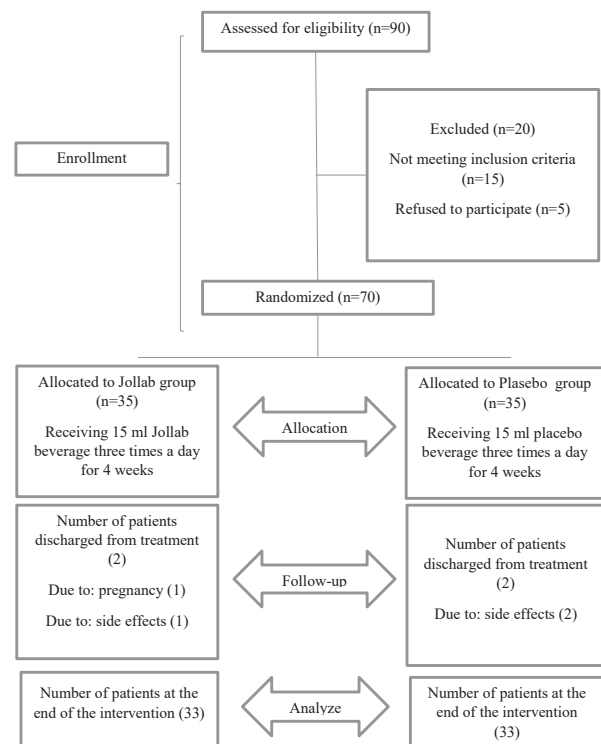 Assessed for eligibility (n=90)
Enrollment
Excluded (n=20)
Not meeting inclusion criteria
(n=15)
Refused to participate (n=5)
Randomized (n=70)
Allocated to Jollab group
(n=35)
Receiving 15 ml Jollab
beverage three times a day
for 4 weeks
Allocation
Allocated to Plasebo group
(n=35)
Receiving 15 ml placebo
beverage three times a day
for 4 weeks
Number of patients
discharged from treatment
(2)
Due to: pregnancy (1)
Due to: side effects (1)
Follow-up
Number of patients
discharged from treatment
(2)
Due to: side effects (2)
Number of patients at the
end of the intervention (33)
Analyze
Number of patients at the
end of the intervention
(33)